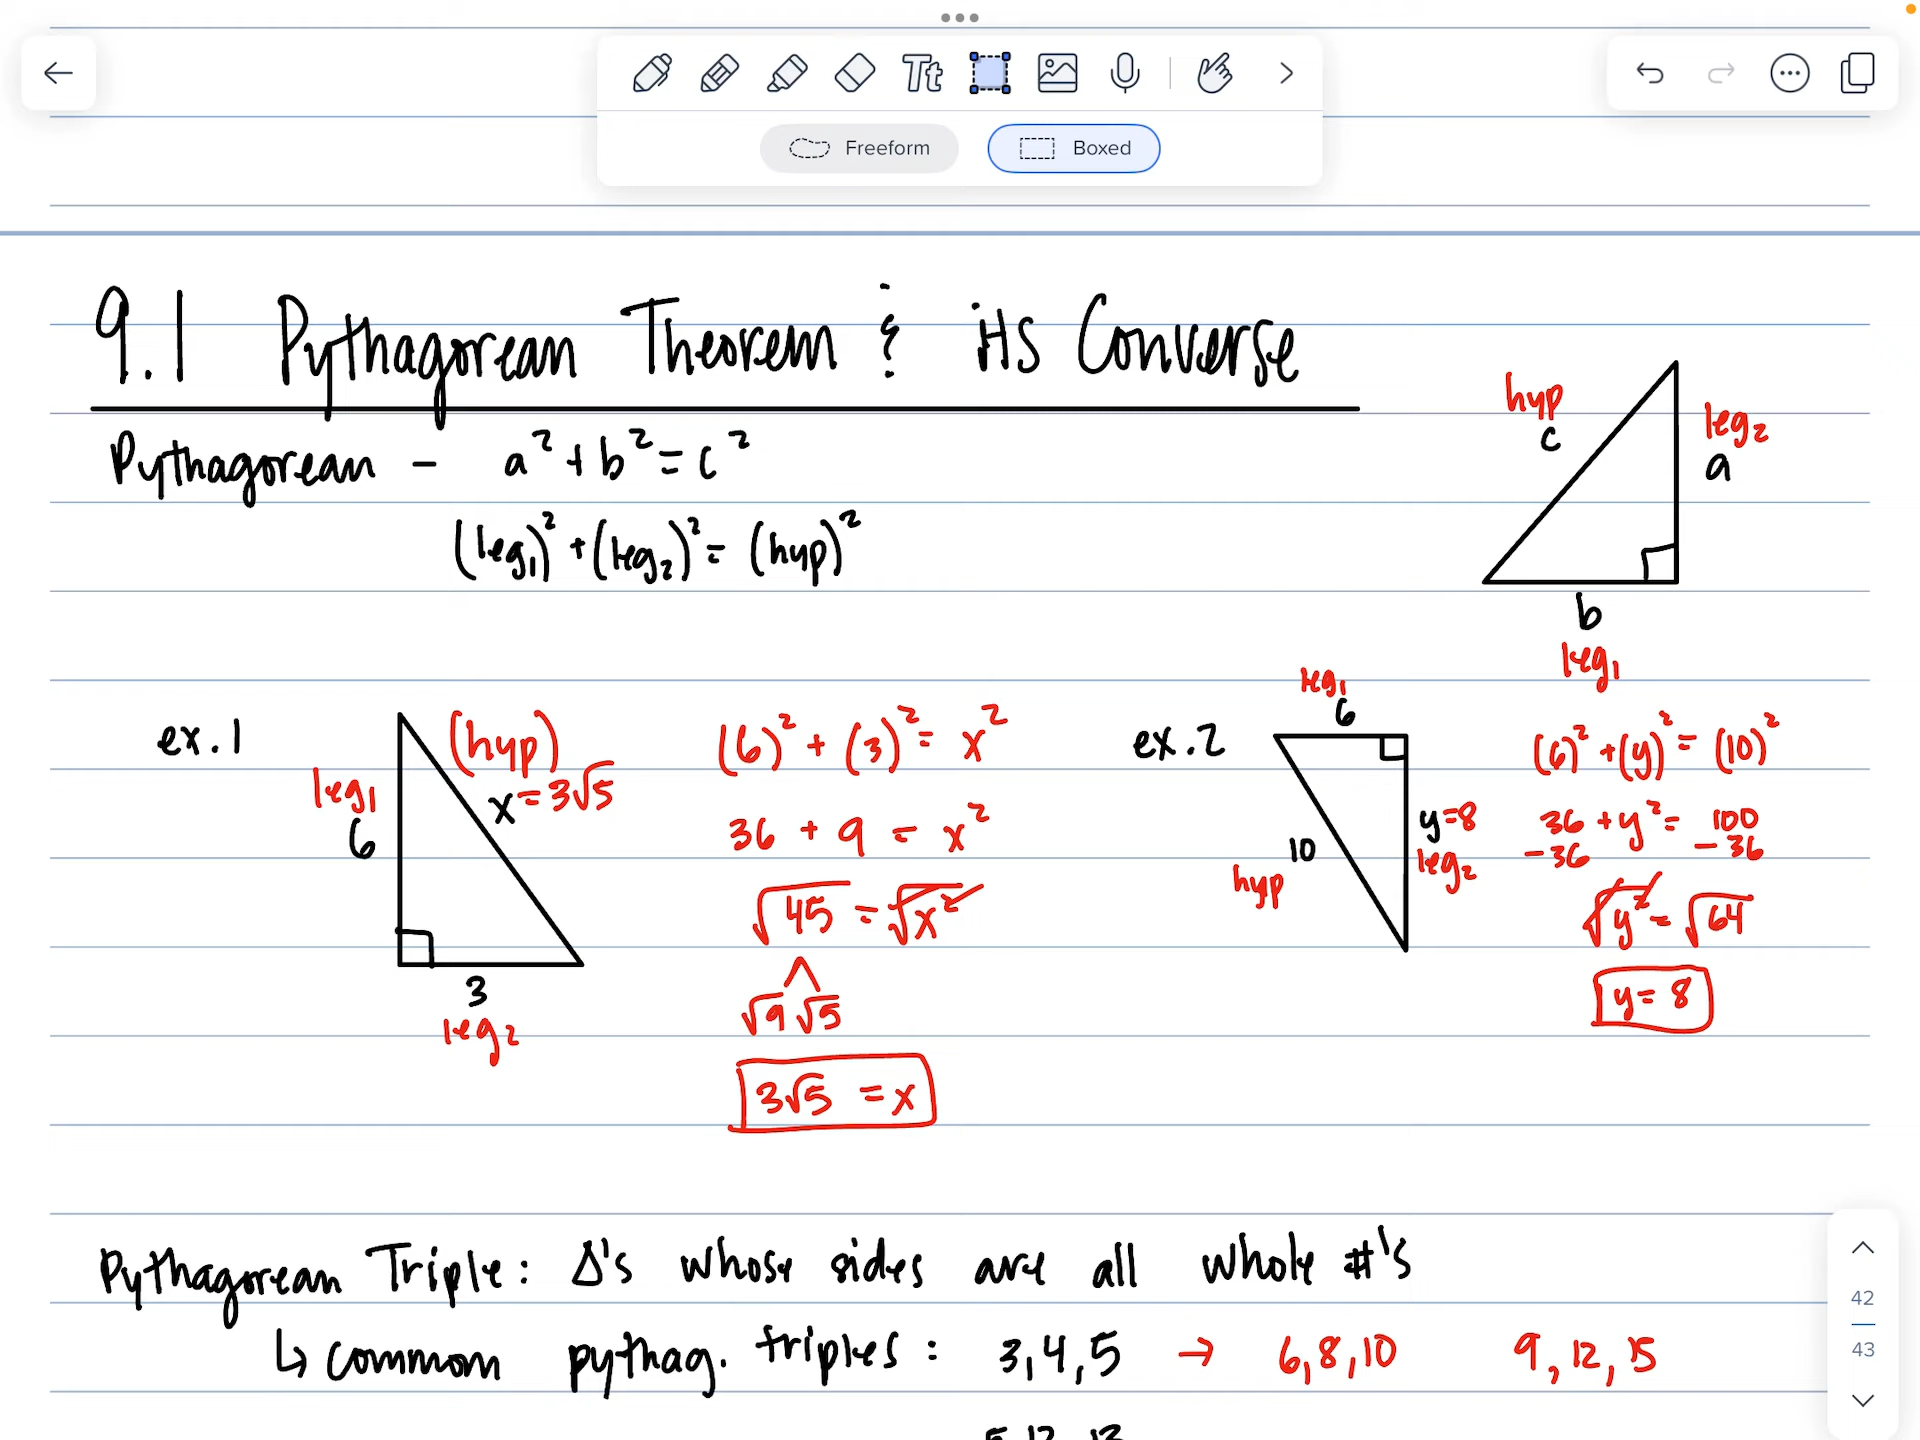 Tt
Freeform
Boxed
9.1 Pythagorean Theorem & its Converse
Pythagorean - a² + b² = c²
(leg₁)² + (leg₂)² = (hyp)²
hyp
c
leg₂
a
b
leg₁
ex.1
leg₁
6
(hyp)
x = 3√5
3
leg₂
(6)² + (3)² = x²
36 + 9 = x²
√45 = √x²
√9 √5
3√5 = x
ex.2
leg₁
6
10
hyp
y = 8
leg₂
(6)² + (y)² = (10)²
36 + y² = 100
-36 -36
√y² = √64
y = 8
Pythagorean Triple: Δ's whose sides are all whole #'s
↳ common pythag. triples: 3,4,5 → 6,8,10 9,12,15
5, 12, 13
42
43